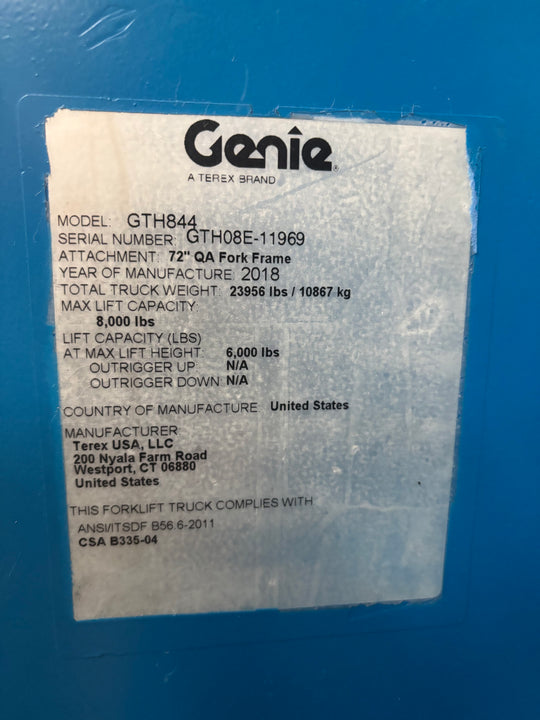 Genie
A TEREX BRAND
MODEL: GTH844
SERIAL NUMBER: GTH08E-11969
ATTACHMENT: 72" QA Fork Frame
YEAR OF MANUFACTURE: 2018
TOTAL TRUCK WEIGHT: 23956 lbs / 10867 kg
MAX LIFT CAPACITY
8,000 lbs
LIFT CAPACITY (LBS)
AT MAX LIFT HEIGHT: 6,000 lbs
OUTRIGGER UP: N/A
OUTRIGGER DOWN: N/A
COUNTRY OF MANUFACTURE: United States
MANUFACTURER:
Terex USA, LLC
200 Nyala Farm Road
Westport, CT 06880
United States
THIS FORKLIFT TRUCK COMPLIES WITH
ANSI/ITSDF B56.6-2011
CSA B335-04